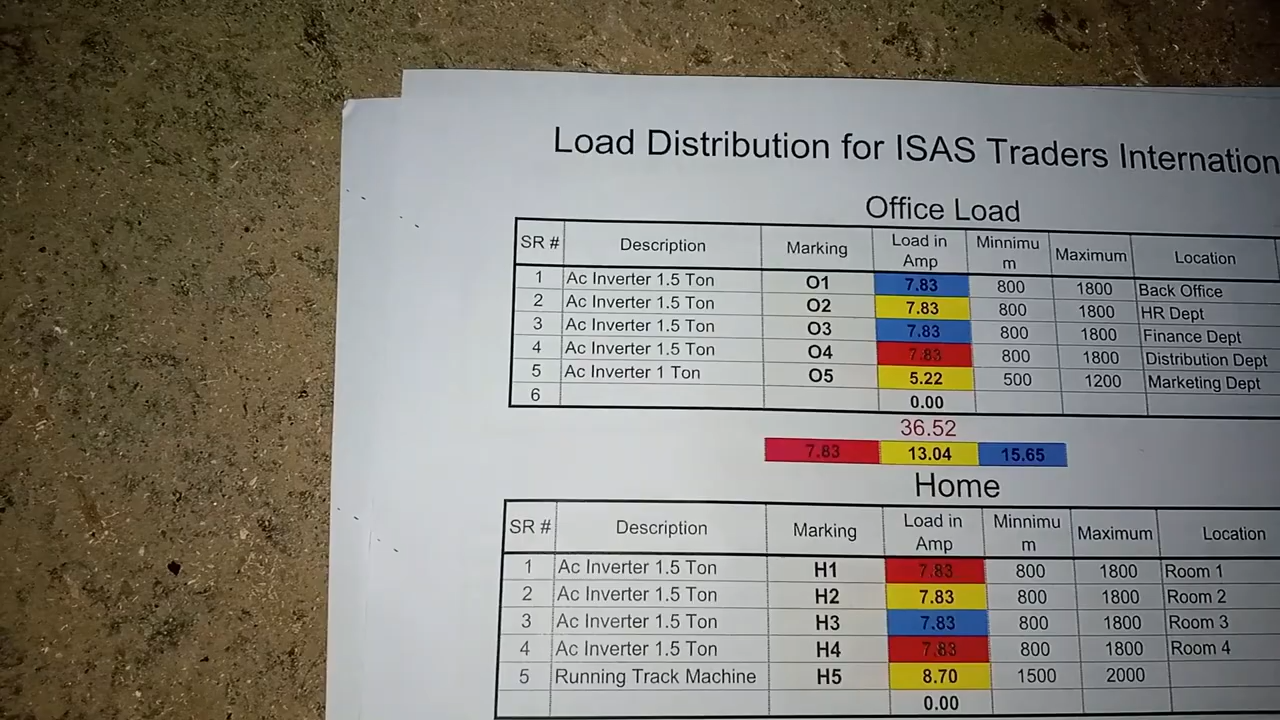 Load Distribution for ISAS Traders Internation
Office Load
SR # Description Marking Load in Amp Minnimu m Maximum Location
1 Ac Inverter 1.5 Ton O1 7.83 800 1800 Back Office
2 Ac Inverter 1.5 Ton O2 7.83 800 1800 HR Dept
3 Ac Inverter 1.5 Ton O3 7.83 800 1800 Finance Dept
4 Ac Inverter 1.5 Ton O4 7.83 800 1800 Distribution Dept
5 Ac Inverter 1 Ton O5 5.22 500 1200 Marketing Dept
6 0.00
36.52
7.83 13.04 15.65
Home
SR # Description Marking Load in Amp Minnimu m Maximum Location
1 Ac Inverter 1.5 Ton H1 7.83 800 1800 Room 1
2 Ac Inverter 1.5 Ton H2 7.83 800 1800 Room 2
3 Ac Inverter 1.5 Ton H3 7.83 800 1800 Room 3
4 Ac Inverter 1.5 Ton H4 7.83 800 1800 Room 4
5 Running Track Machine H5 8.70 1500 2000
0.00